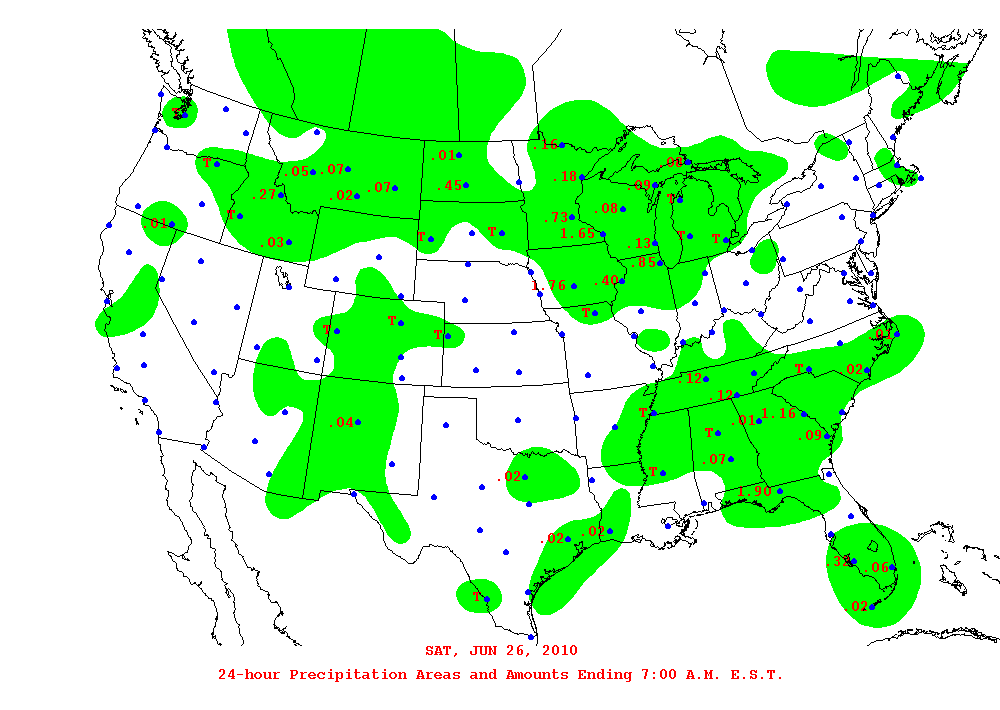 T
.16
.01
T
.05 .07
.08
.45
.18
.07
.09
.27
.02
T
.08
T
.73
.01
1.65
T
T
T
T
.03
.13
.85
1.76
.40
T
T
T
T
.01
T
.02
.12
.12
T
1.16
.01
.04
T
.09
.07
T
.02
1.90
.02
.02
.32
.06
T
.02
SAT, JUN 26, 2010
24-hour Precipitation Areas and Amounts Ending 7:00 A.M. E.S.T.